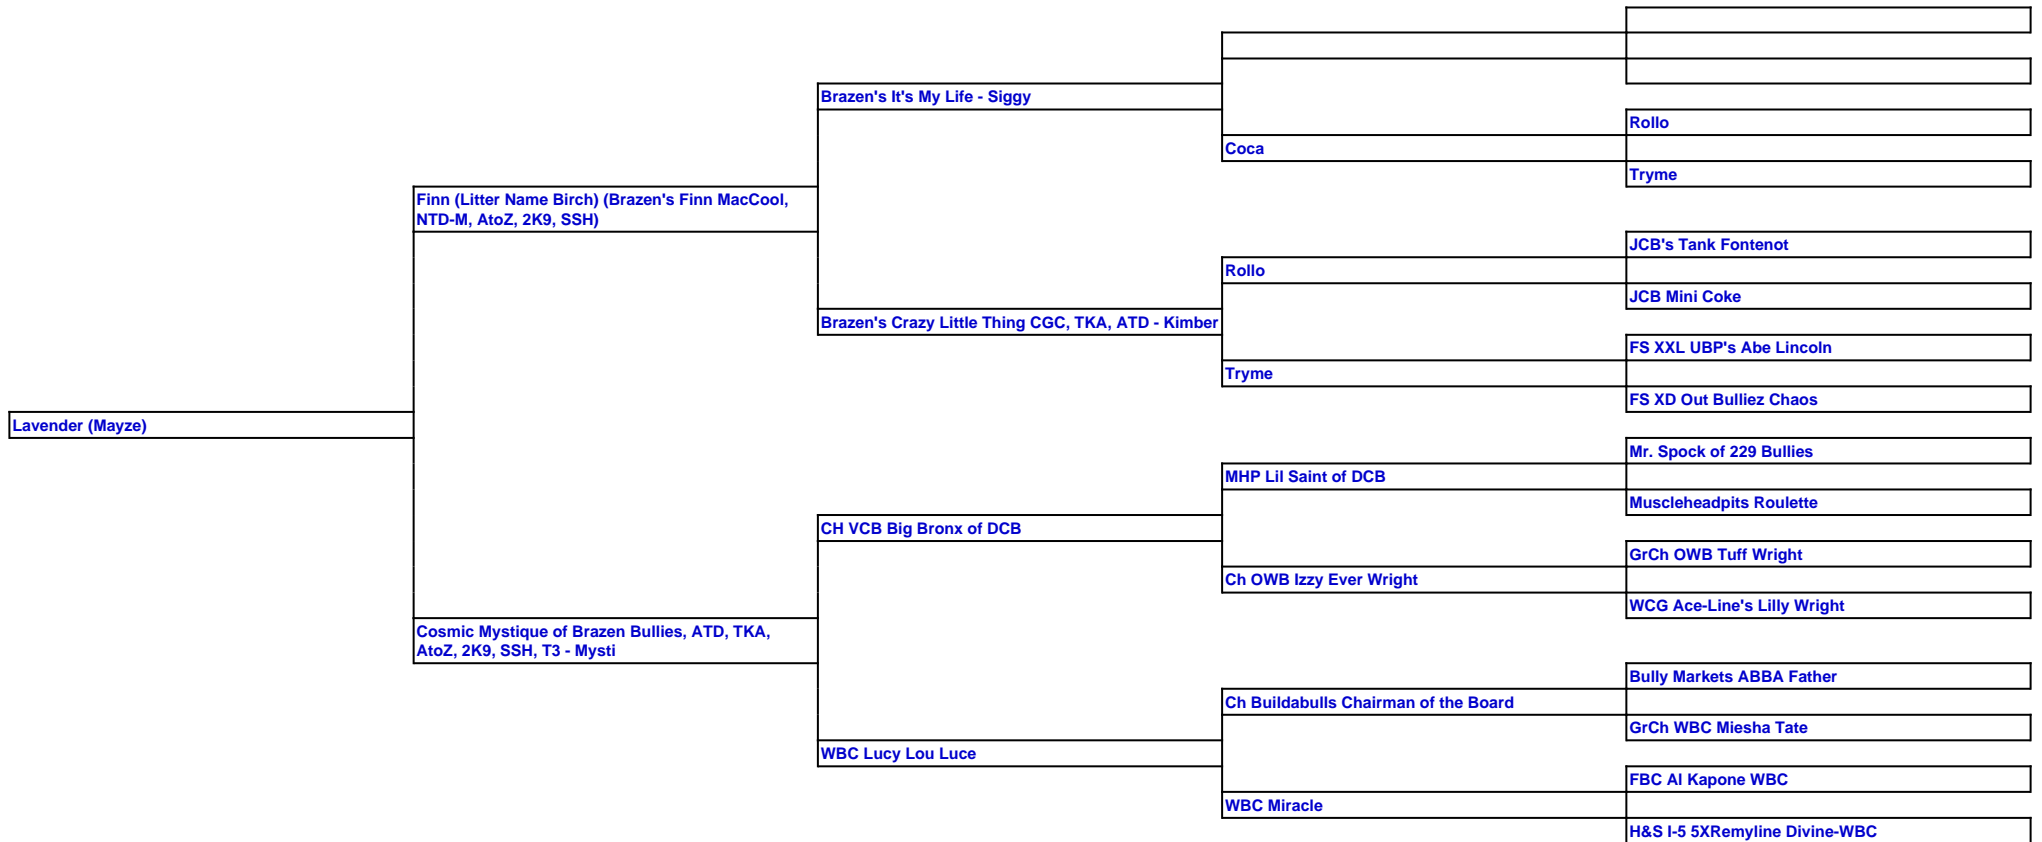 Brazen's It's My Life - Siggy
Rollo
Coca
Tryme
Finn (Litter Name Birch) (Brazen's Finn MacCool,
NTD-M, AtoZ, 2K9, SSH)
JCB's Tank Fontenot
Rollo
JCB Mini Coke
Brazen's Crazy Little Thing CGC, TKA, ATD - Kimber
FS XXL UBP's Abe Lincoln
Tryme
FS XD Out Bulliez Chaos
Lavender (Mayze)
Mr. Spock of 229 Bullies
MHP Lil Saint of DCB
Muscleheadpits Roulette
CH VCB Big Bronx of DCB
GrCh OWB Tuff Wright
Ch OWB Izzy Ever Wright
WCG Ace-Line's Lilly Wright
Cosmic Mystique of Brazen Bullies, ATD, TKA,
AtoZ, 2K9, SSH, T3 - Mysti
Bully Markets ABBA Father
Ch Buildabulls Chairman of the Board
GrCh WBC Miesha Tate
WBC Lucy Lou Luce
FBC Al Kapone WBC
WBC Miracle
H&S I-5 5XRemyline Divine-WBC